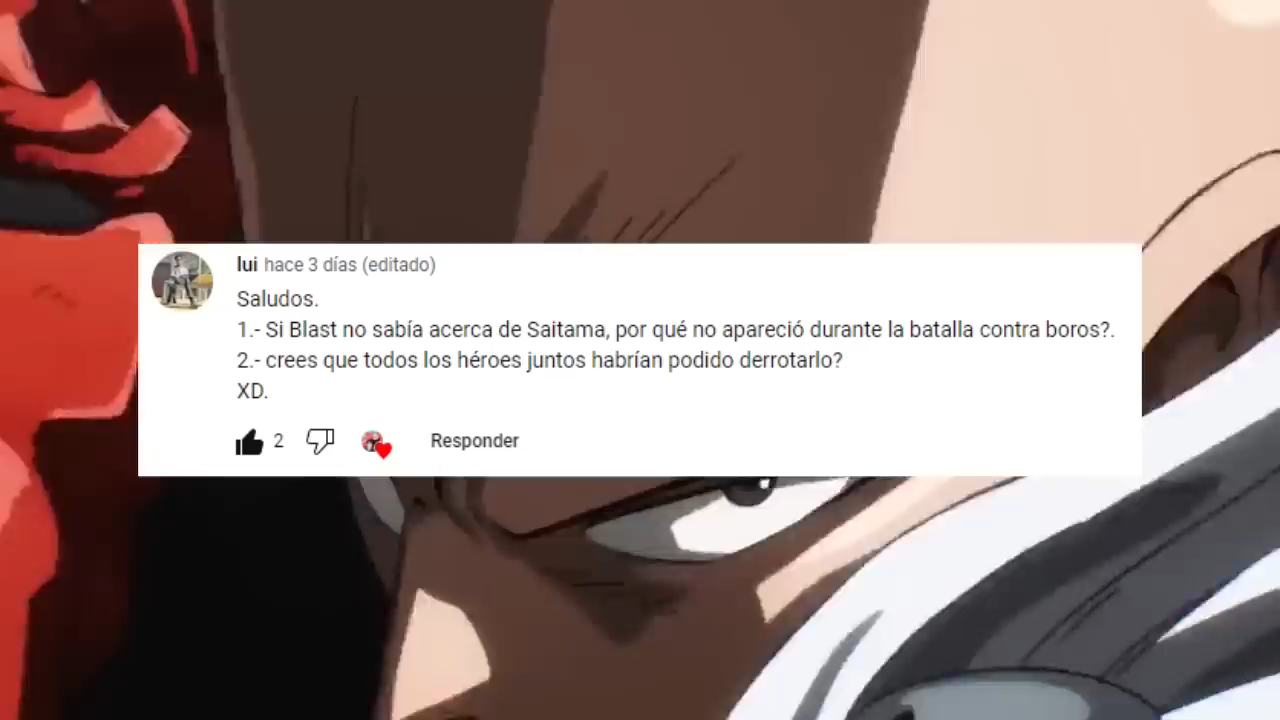 lui hace 3 días (editado)
Saludos.
1.- Si Blast no sabía acerca de Saitama, por qué no apareció durante la batalla contra boros?.
2.- crees que todos los héroes juntos habrían podido derrotarlo?
XD.
2 Responder